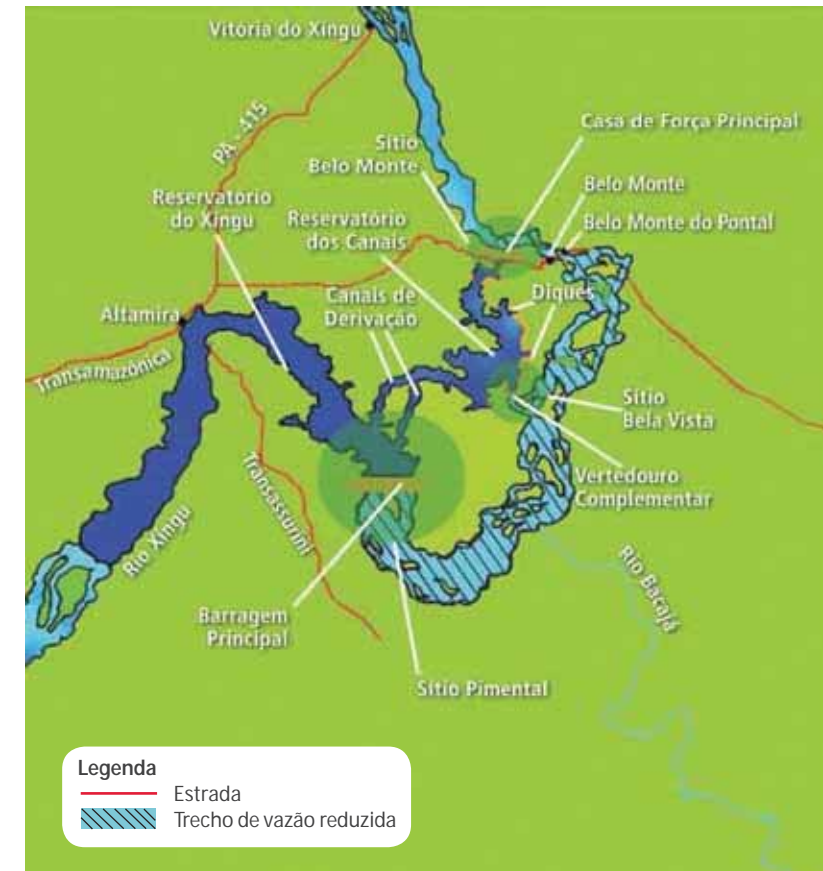 Vitória do Xingu
PA - 415
Casa de Força Principal
Sítio
Belo Monte
Reservatório
do Xingu
Reservatório
dos Canais
Belo Monte
Belo Monte do Pontal
Canais de
Derivação
Diques
Altamira
Transamazônica
Sítio
Bela Vista
Transassurini
Vertedouro
Complementar
Rio Xingu
Rio Bacajá
Barragem
Principal
Sítio Pimental
Legenda
Estrada
Trecho de vazão reduzida